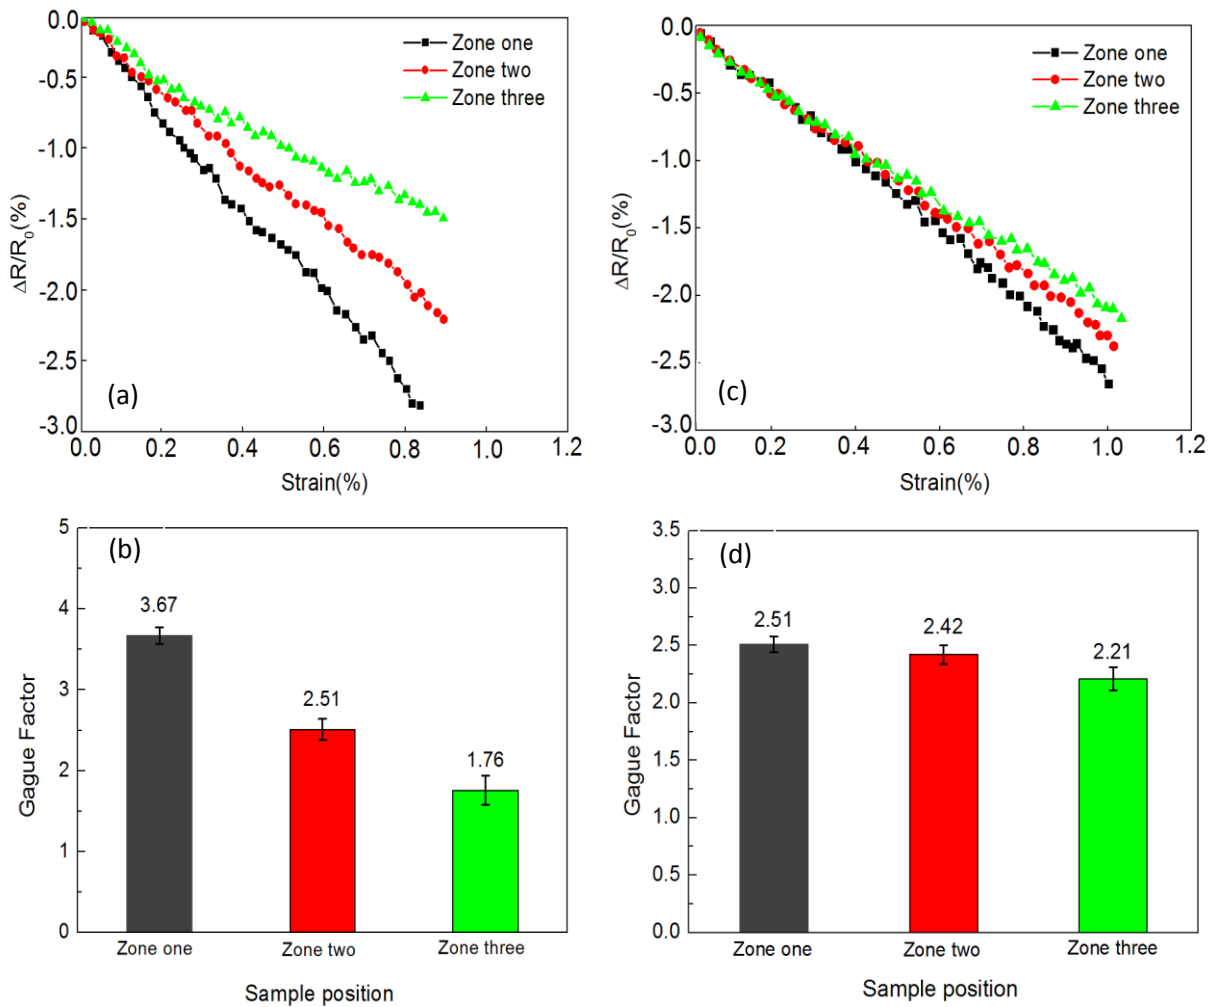 0.0
-0.5
-1.0
-1.5
-2.0
-2.5
-3.0
ΔR/R0(%)
Zone one
Zone two
Zone three
(a)
0.0 0.2 0.4 0.6 0.8 1.0 1.2
Strain(%)
0.0
-0.5
-1.0
-1.5
-2.0
-2.5
-3.0
ΔR/R0(%)
Zone one
Zone two
Zone three
(c)
0.0 0.2 0.4 0.6 0.8 1.0 1.2
Strain(%)
5
4
3
2
1
0
Gague Factor
(b)
3.67
2.51
1.76
Zone one Zone two Zone three
Sample position
3.5
3.0
2.5
2.0
1.5
1.0
0.5
0.0
Gague Factor
(d)
2.51
2.42
2.21
Zone one Zone two Zone three
Sample position